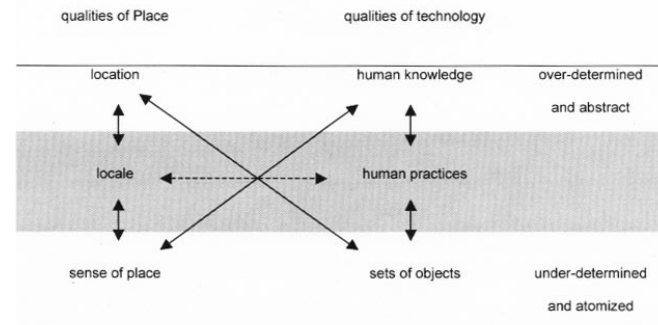 qualities of Place qualities of technology
location human knowledge over-determined
and abstract
locale human practices
sense of place sets of objects under-determined
and atomized